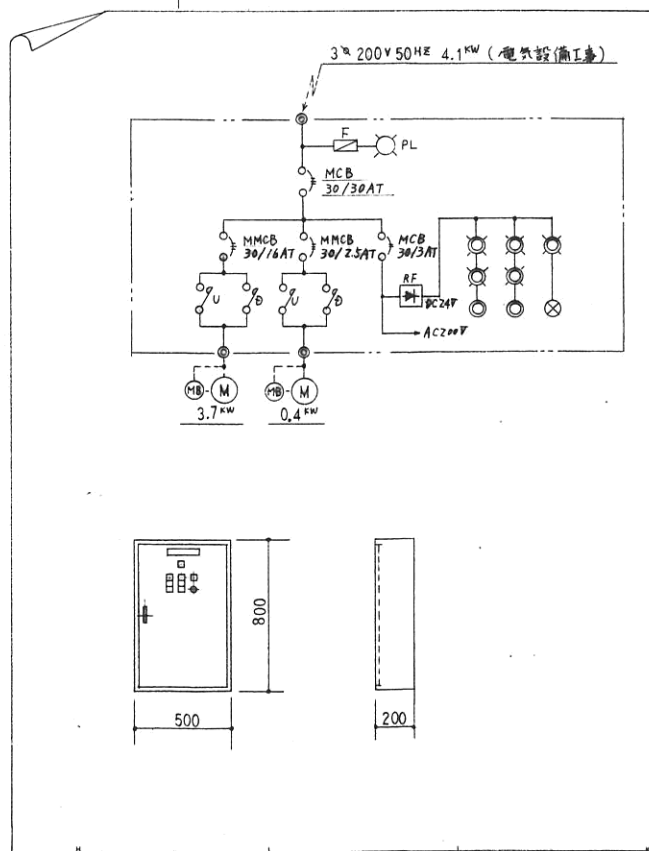 3φ 200V 50HZ 4.1KW (電気設備工事)
F
PL
MCB
30/30AT
MMCB
30/16AT
MMCB
30/2.5AT
MCB
30/3AT
RF
DC24V
AC200V
U
D
U
D
MB
M
MB
M
3.7KW
0.4KW
800
500
200